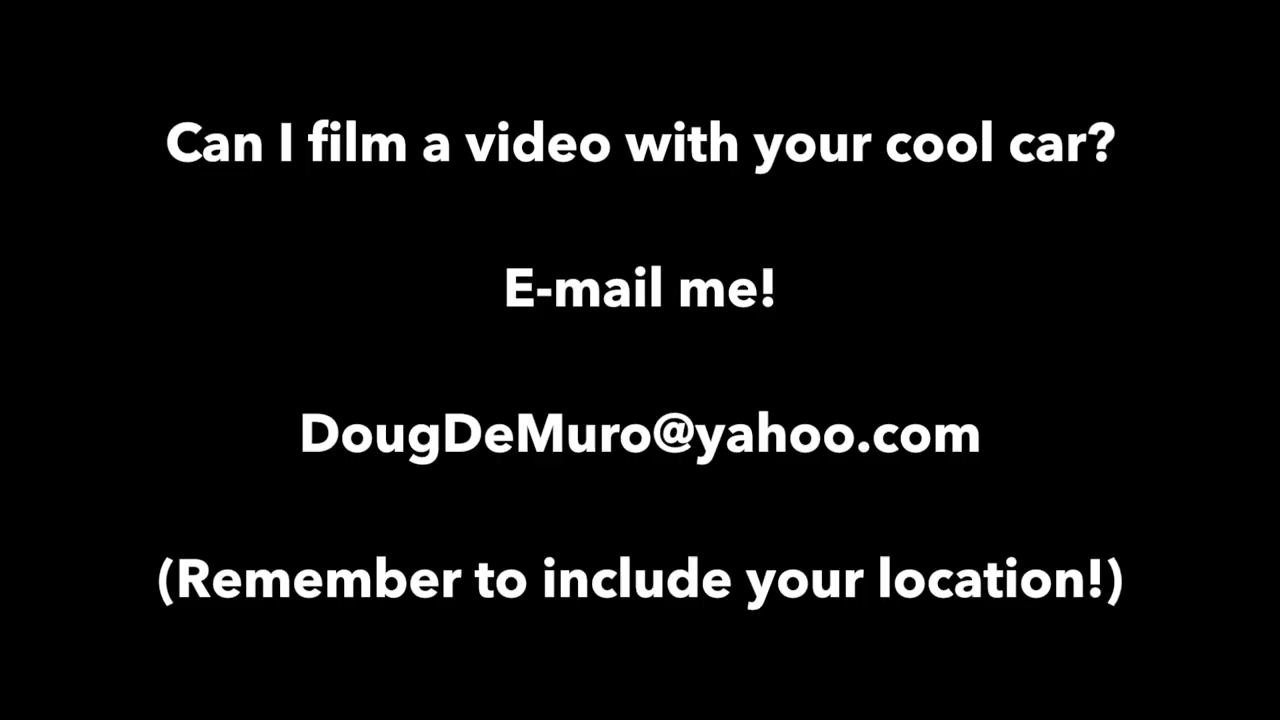 Can I film a video with your cool car?
E-mail me!
DougDeMuro@yahoo.com
(Remember to include your location!)